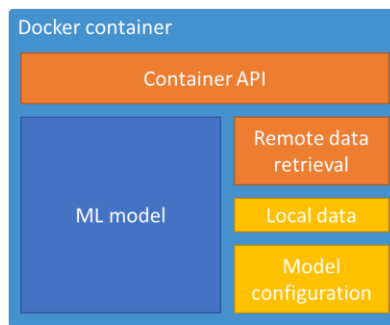 Docker container
Container API
Remote data
retrieval
ML model
Local data
Model
configuration